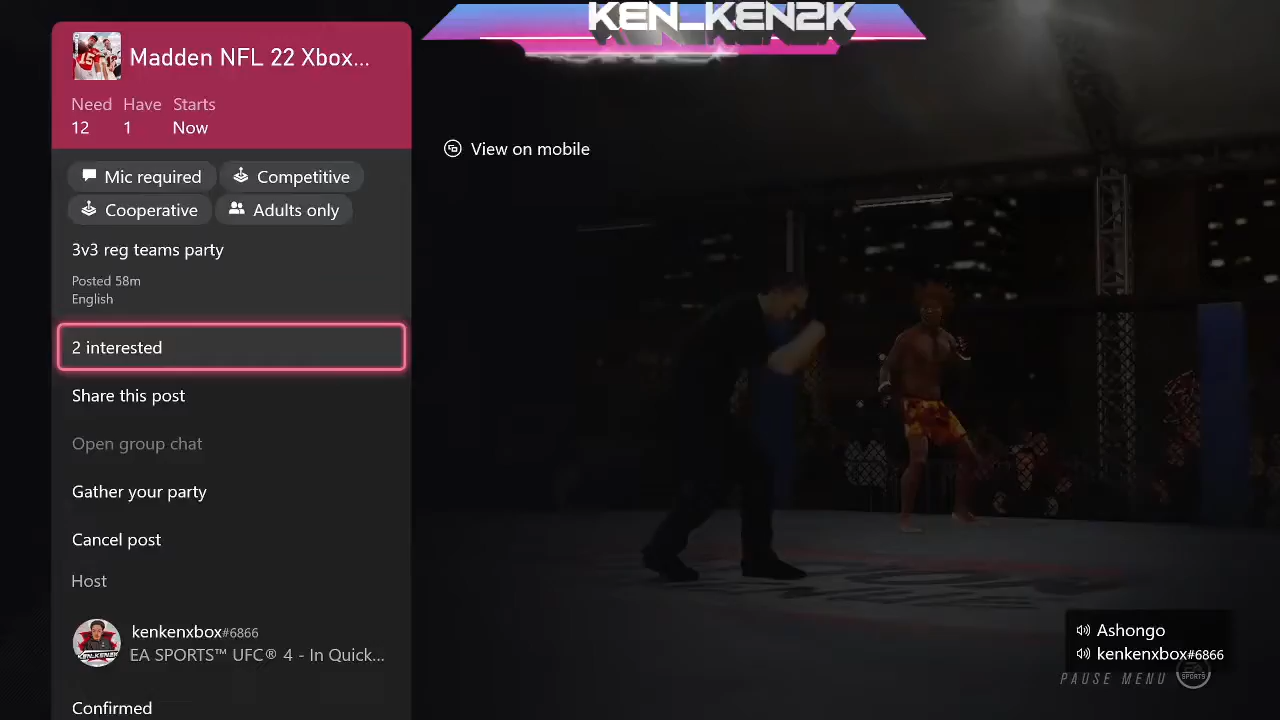 KEN_KEN2K
Madden NFL 22 Xbox...
Need Have Starts
12 1 Now
Mic required
Competitive
Cooperative
Adults only
3v3 reg teams party
Posted 58m
English
2 interested
Share this post
Open group chat
Gather your party
Cancel post
Host
kenkenxbox#6866
EA SPORTS™ UFC® 4 - In Quick...
Confirmed
View on mobile
Ashongo
kenkenxbox#6866
PAUSE MENU
EA SPORTS